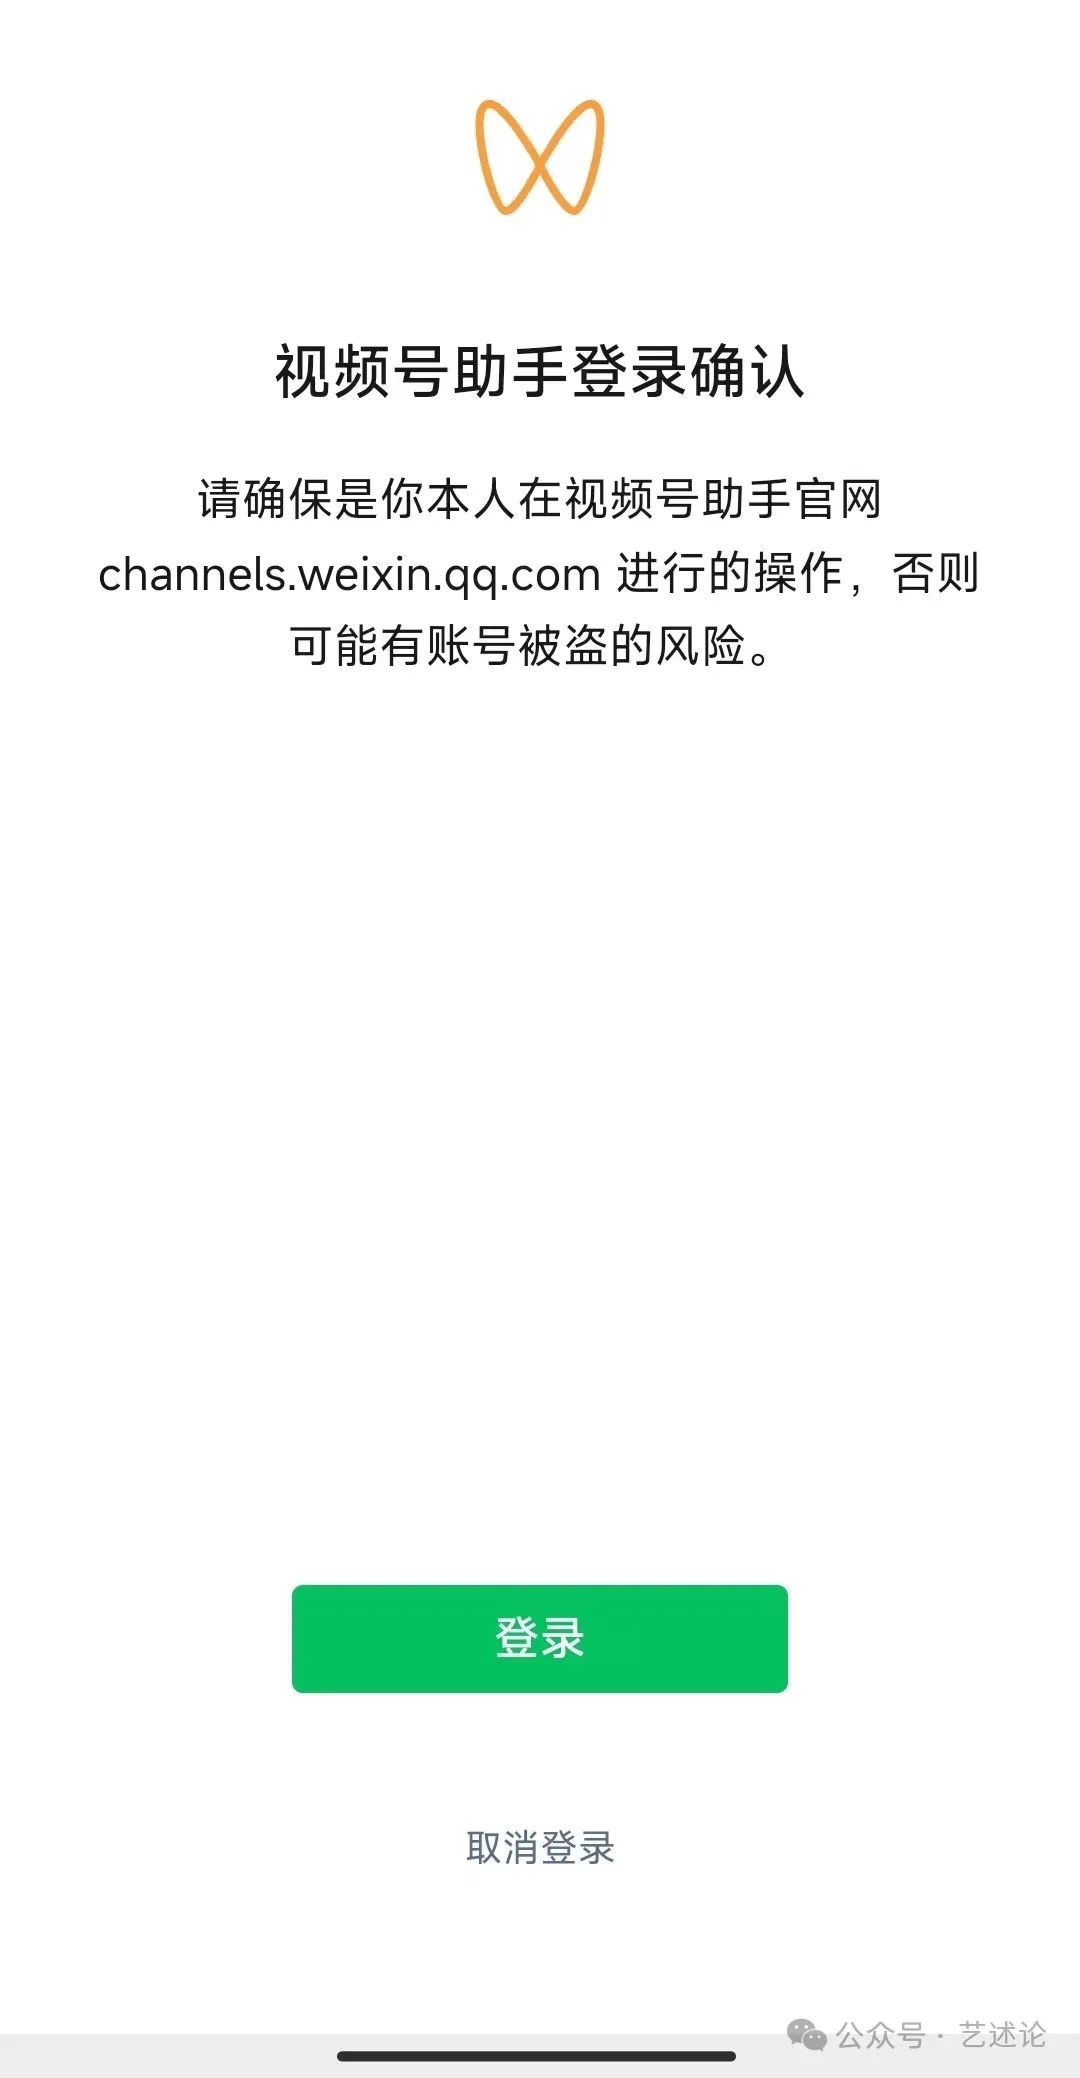 视频号助手登录确认
请确保是你本人在视频号助手官网
channels.weixin.qq.com 进行的操作，否则
可能有账号被盗的风险。
登录
取消登录
公众号 · 艺述论